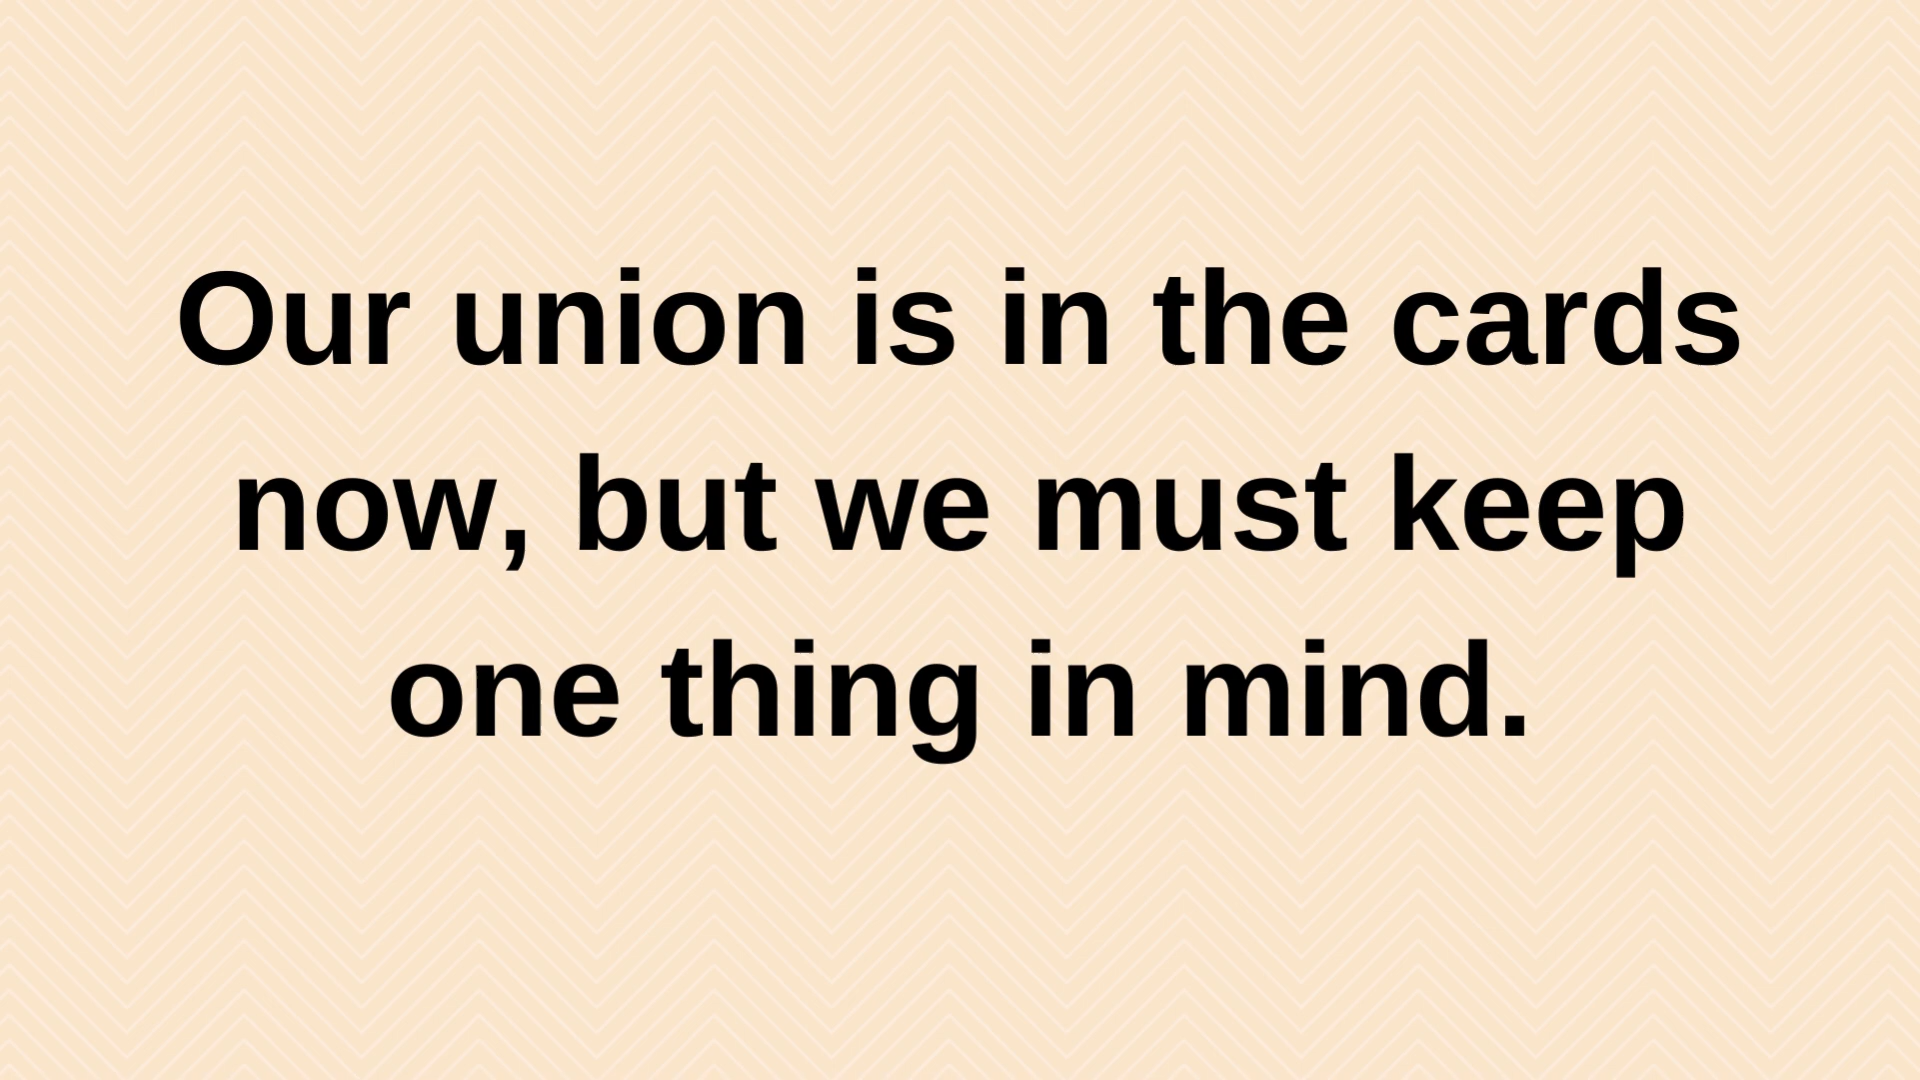 Our union is in the cards
now, but we must keep
one thing in mind.